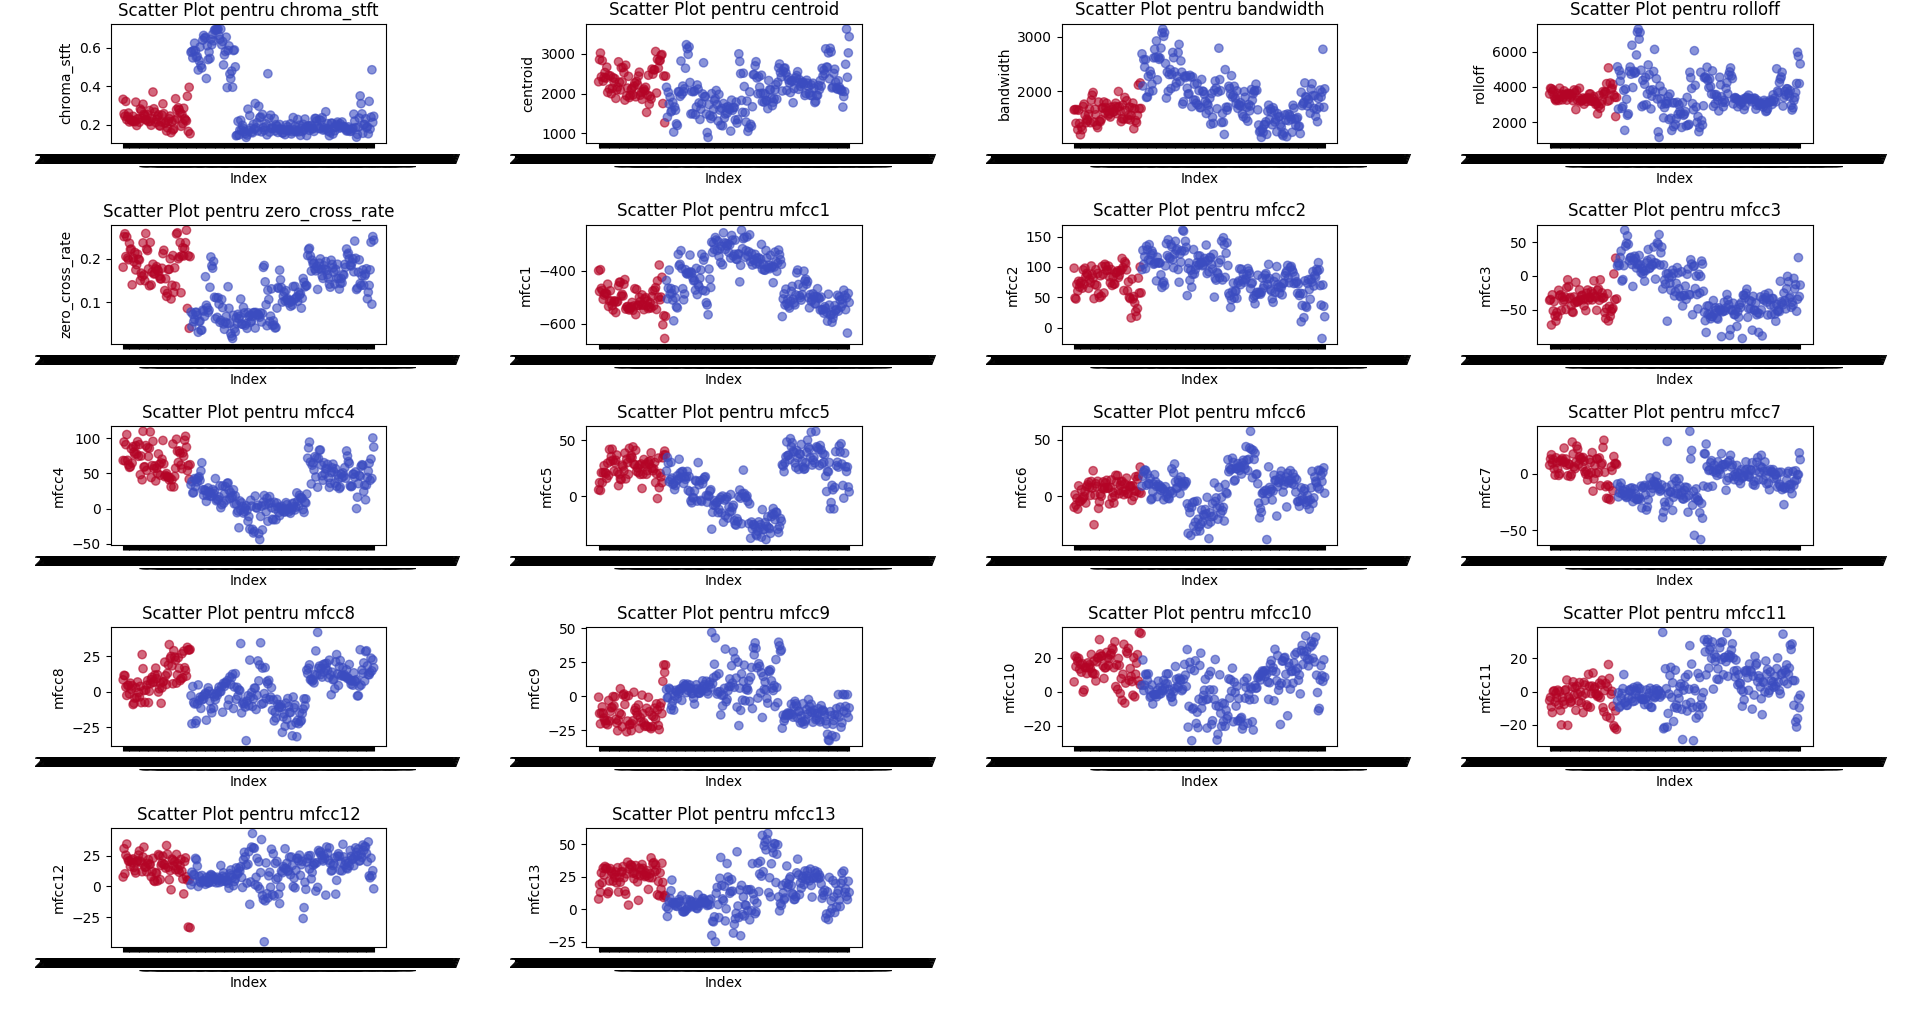 Scatter Plot pentru chroma_stft
chroma_stft
0.6
0.4
0.2
Index
Scatter Plot pentru centroid
centroid
3000
2000
1000
Index
Scatter Plot pentru bandwidth
bandwidth
3000
2000
Index
Scatter Plot pentru rolloff
rolloff
6000
4000
2000
Index
Scatter Plot pentru zero_cross_rate
zero_cross_rate
0.2
0.1
Index
Scatter Plot pentru mfcc1
mfcc1
−400
−600
Index
Scatter Plot pentru mfcc2
mfcc2
150
100
50
0
Index
Scatter Plot pentru mfcc3
mfcc3
50
0
−50
Index
Scatter Plot pentru mfcc4
mfcc4
100
50
0
−50
Index
Scatter Plot pentru mfcc5
mfcc5
50
0
Index
Scatter Plot pentru mfcc6
mfcc6
50
0
Index
Scatter Plot pentru mfcc7
mfcc7
0
−50
Index
Scatter Plot pentru mfcc8
mfcc8
25
0
−25
Index
Scatter Plot pentru mfcc9
mfcc9
50
25
0
−25
Index
Scatter Plot pentru mfcc10
mfcc10
20
0
−20
Index
Scatter Plot pentru mfcc11
mfcc11
20
0
−20
Index
Scatter Plot pentru mfcc12
mfcc12
25
0
−25
Index
Scatter Plot pentru mfcc13
mfcc13
50
25
0
−25
Index